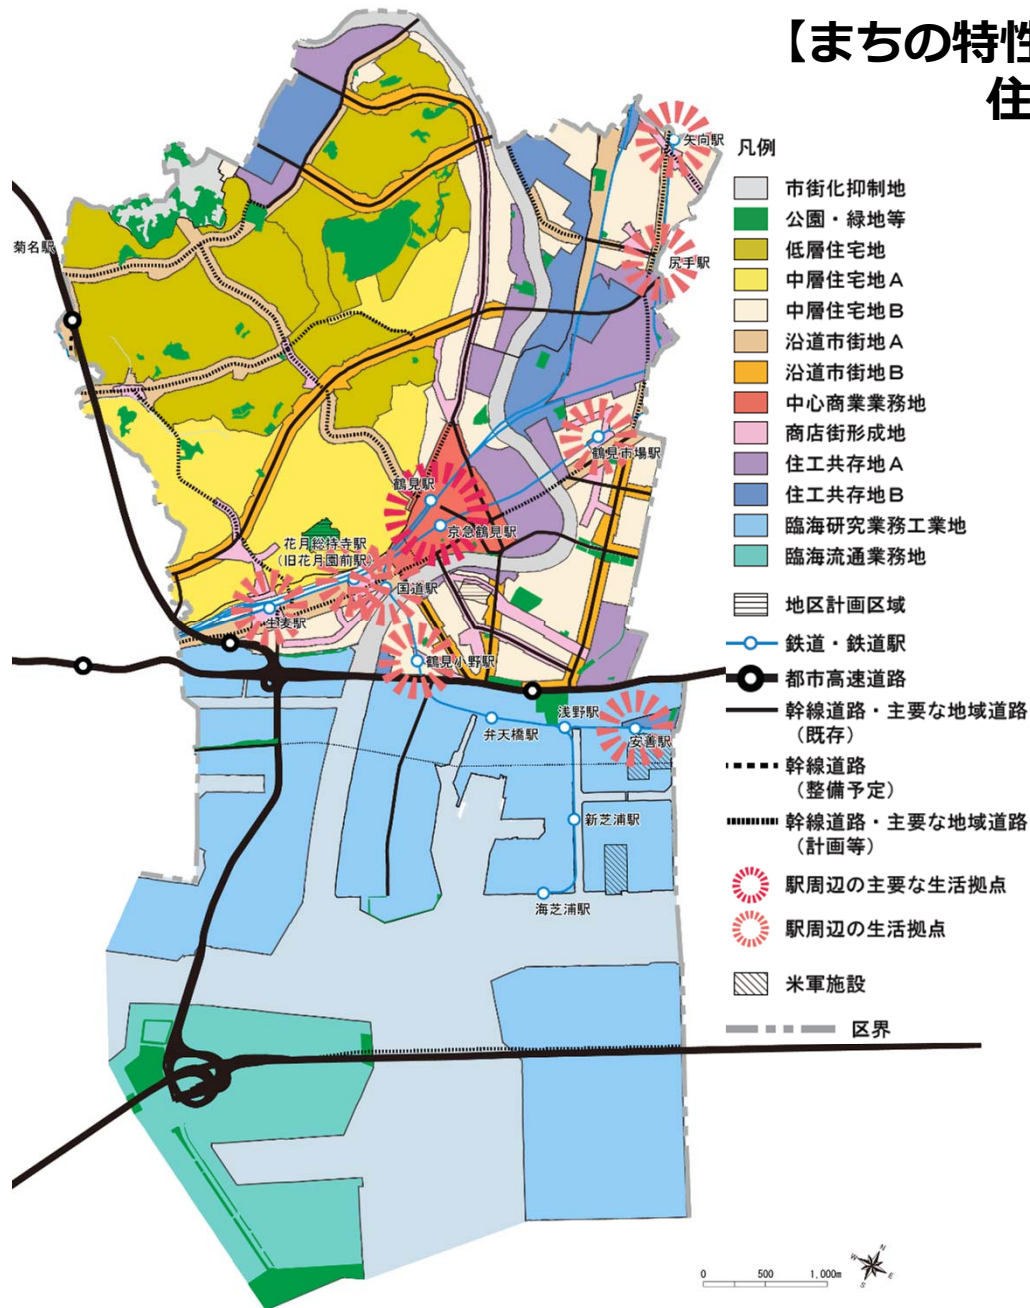 【まちの特性
住
凡例
市街化抑制地
公園・緑地等
低層住宅地
中層住宅地A
中層住宅地B
沿道市街地A
沿道市街地B
中心商業業務地
商店街形成地
住工共存地A
住工共存地B
臨海研究業務工業地
臨海流通業務地
地区計画区域
鉄道・鉄道駅
都市高速道路
幹線道路・主要な地域道路
(既存)
幹線道路
(整備予定)
幹線道路・主要な地域道路
(計画等)
駅周辺の主要な生活拠点
駅周辺の生活拠点
米軍施設
区界
矢向駅
菊名駅
尻手駅
鶴見市場駅
鶴見駅
京急鶴見駅
花月総持寺駅
(旧花月園前駅)
国道駅
生麦駅
鶴見小野駅
浅野駅
弁天橋駅
安善駅
新芝浦駅
海芝浦駅
0 500 1,000m
N
W
E
S